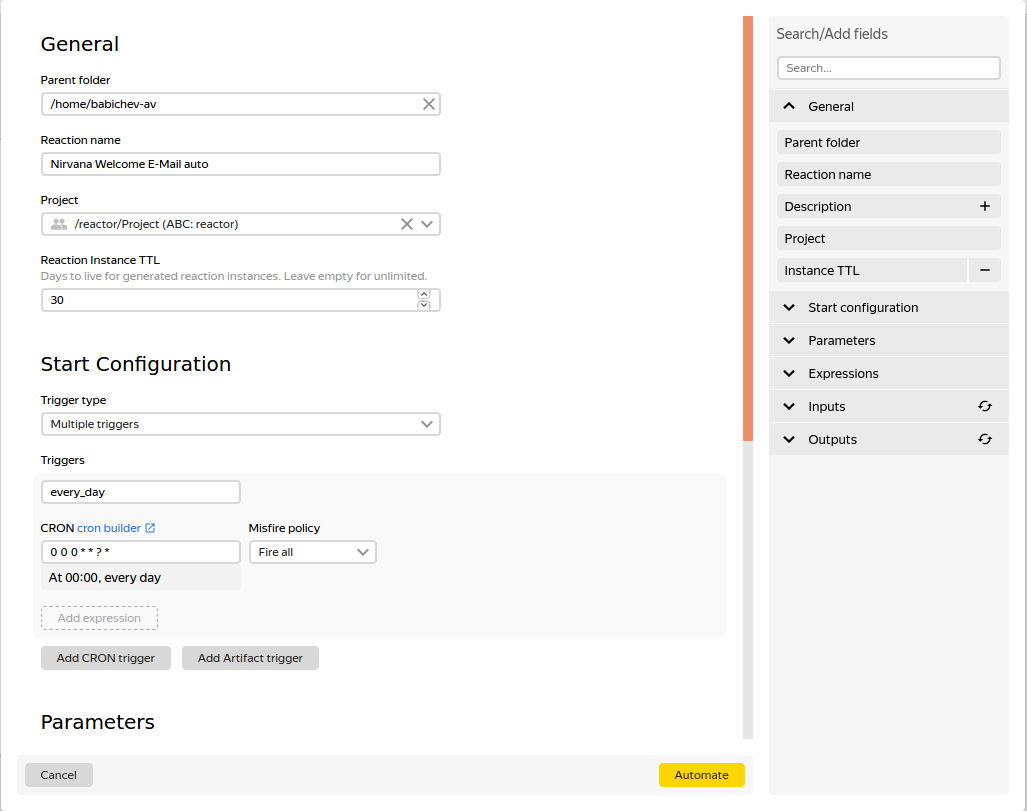 General
Parent folder
/home/babichev-av
Reaction name
Nirvana Welcome E-Mail auto
Project
/reactor/Project (ABC: reactor)
Reaction Instance TTL
Days to live for generated reaction instances. Leave empty for unlimited.
30
Start Configuration
Trigger type
Multiple triggers
Triggers
every_day
CRON cron builder Misfire policy
0 0 0 * * ? * Fire all
At 00:00, every day
Add expression
Add CRON trigger Add Artifact trigger
Parameters
Cancel Automate
Search/Add fields
Search...
General
Parent folder
Reaction name
Description
Project
Instance TTL
Start configuration
Parameters
Expressions
Inputs
Outputs